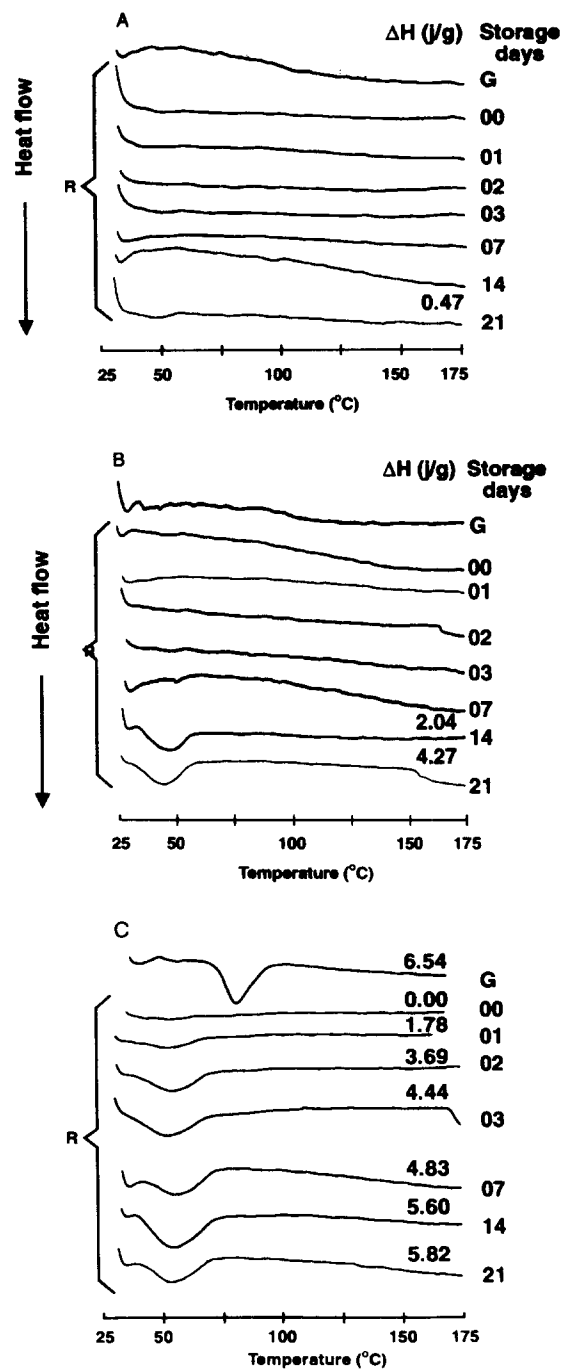 A
ΔH (j/g) Storage days
G
00
01
02
03
07
14
0.47
21
Heat flow
R
25 50 100 150 175
Temperature (°C)
B
ΔH (j/g) Storage days
G
00
01
02
03
07
2.04
14
4.27
21
Heat flow
R
25 50 100 150 175
Temperature (°C)
C
6.54
G
0.00
00
1.78
01
3.69
02
4.44
03
4.83
07
5.60
14
5.82
21
R
25 50 100 150 175
Temperature (°C)